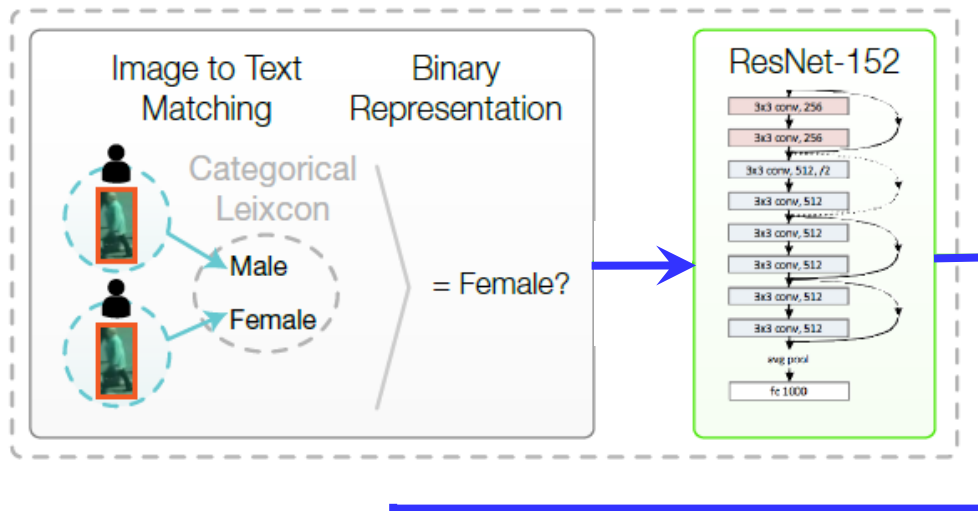 Image to Text
Matching
Binary
Representation
Categorical
Leixcon
Male
Female
= Female?
ResNet-152
3x3 conv, 256
3x3 conv, 256
3x3 conv, 512, /2
3x3 conv, 512
3x3 conv, 512
3x3 conv, 512
3x3 conv, 512
3x3 conv, 512
avg pool
fc 1000